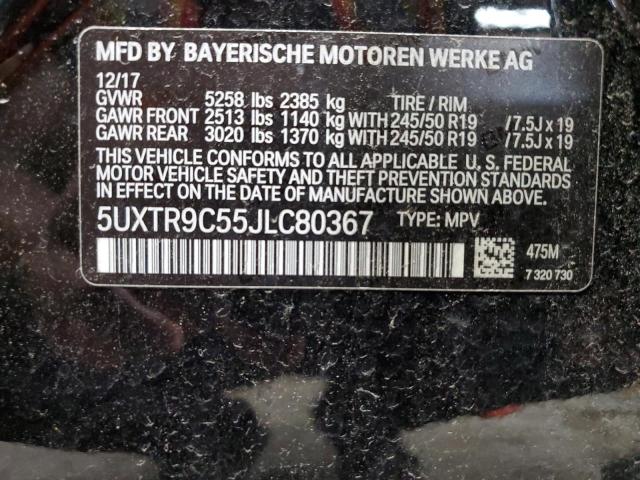 MFD BY BAYERISCHE MOTOREN WERKE AG
12/17
GVWR 5258 lbs 2385 kg TIRE / RIM
GAWR FRONT 2513 lbs 1140 kg WITH 245/50 R19 / 7.5J x 19
GAWR REAR 3020 lbs 1370 kg WITH 245/50 R19 / 7.5J x 19
THIS VEHICLE CONFORMS TO ALL APPLICABLE U. S. FEDERAL
MOTOR VEHICLE SAFETY AND THEFT PREVENTION STANDARDS
IN EFFECT ON THE DATE OF MANUFACTURE SHOWN ABOVE.
5UXTR9C55JLC80367 TYPE: MPV
475M
7 320 730